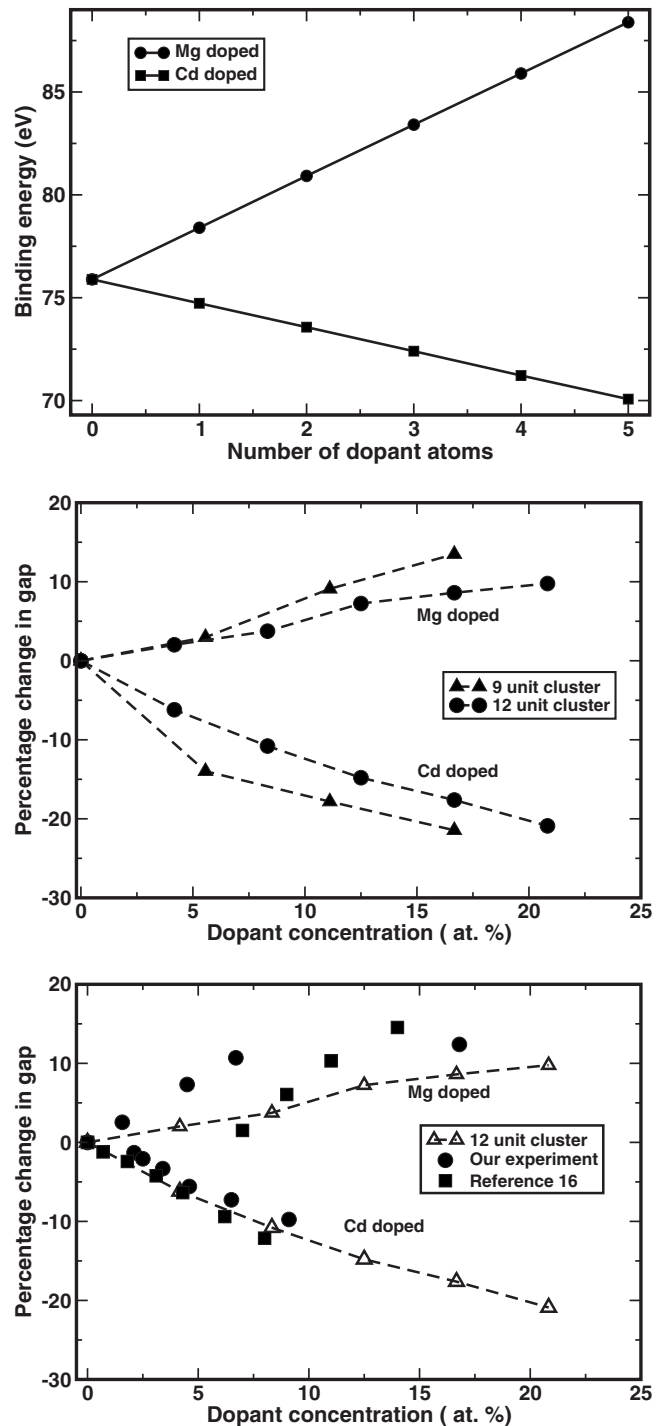 Binding energy (eV)
85
80
75
70
Mg doped
Cd doped
0 1 2 3 4 5
Number of dopant atoms
Percentage change in gap
20
10
0
-10
-20
-30
Mg doped
9 unit cluster
12 unit cluster
Cd doped
0 5 10 15 20 25
Dopant concentration ( at. %)
Percentage change in gap
20
10
0
-10
-20
-30
Mg doped
12 unit cluster
Our experiment
Reference 16
Cd doped
0 5 10 15 20 25
Dopant concentration ( at. %)